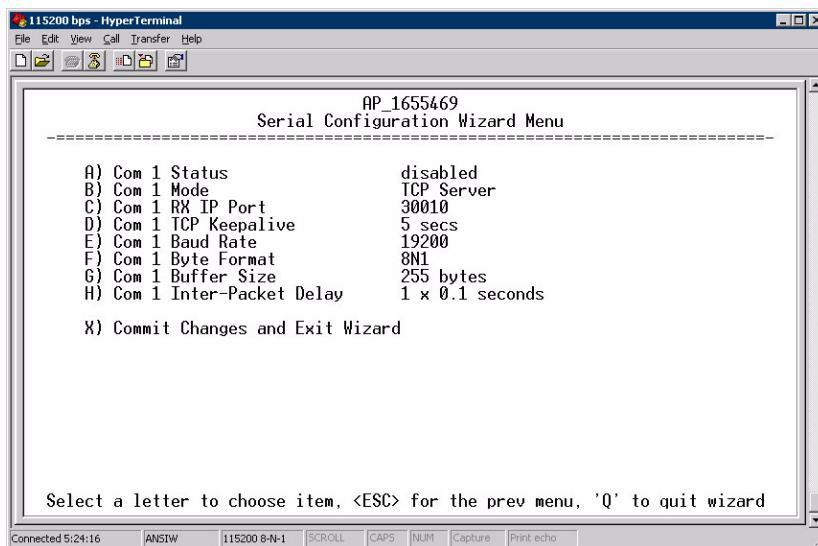 115200 bps - HyperTerminal
File Edit View Call Transfer Help
AP_1655469
Serial Configuration Wizard Menu
-==========================================================================-
A) Com 1 Status disabled
B) Com 1 Mode TCP Server
C) Com 1 RX IP Port 30010
D) Com 1 TCP Keepalive 5 secs
E) Com 1 Baud Rate 19200
F) Com 1 Byte Format 8N1
G) Com 1 Buffer Size 255 bytes
H) Com 1 Inter-Packet Delay 1 x 0.1 seconds
X) Commit Changes and Exit Wizard
Select a letter to choose item, <ESC> for the prev menu, 'Q' to quit wizard
Connected 5:24:16 ANSIW 115200 8-N-1 SCROLL CAPS NUM Capture Print echo